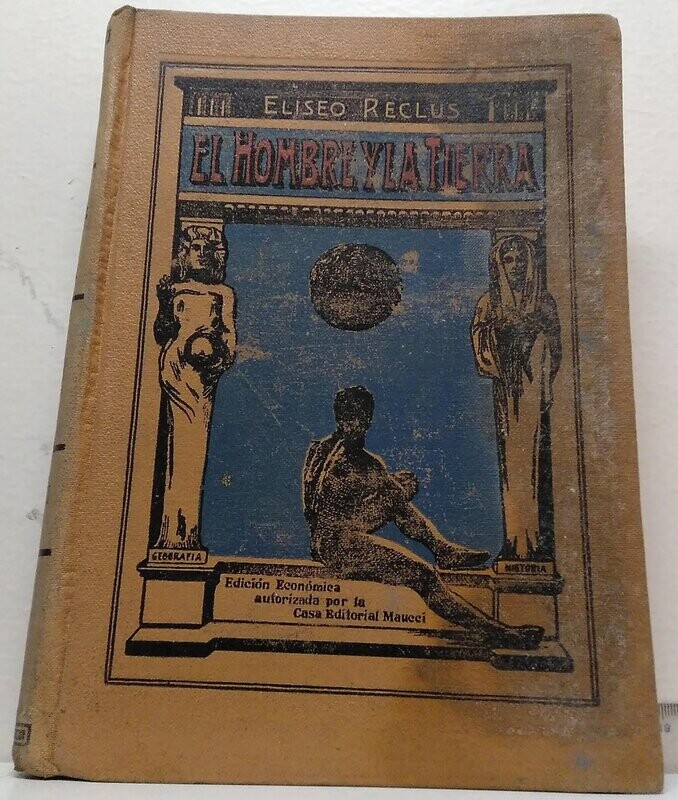 ELISEO RECLUS
EL HOMBRE Y LA TIERRA
GEOGRAFIA
HISTORIA
Edición Económica
autorizada por la
Casa Editorial Maucci